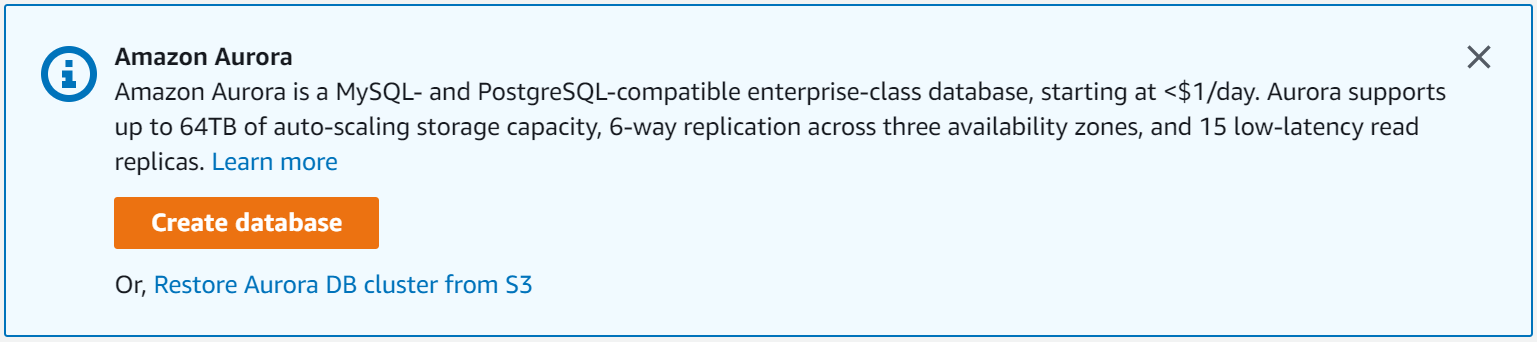 Amazon Aurora
Amazon Aurora is a MySQL- and PostgreSQL-compatible enterprise-class database, starting at <$1/day. Aurora supports
up to 64TB of auto-scaling storage capacity, 6-way replication across three availability zones, and 15 low-latency read
replicas. Learn more
Create database
Or, Restore Aurora DB cluster from S3